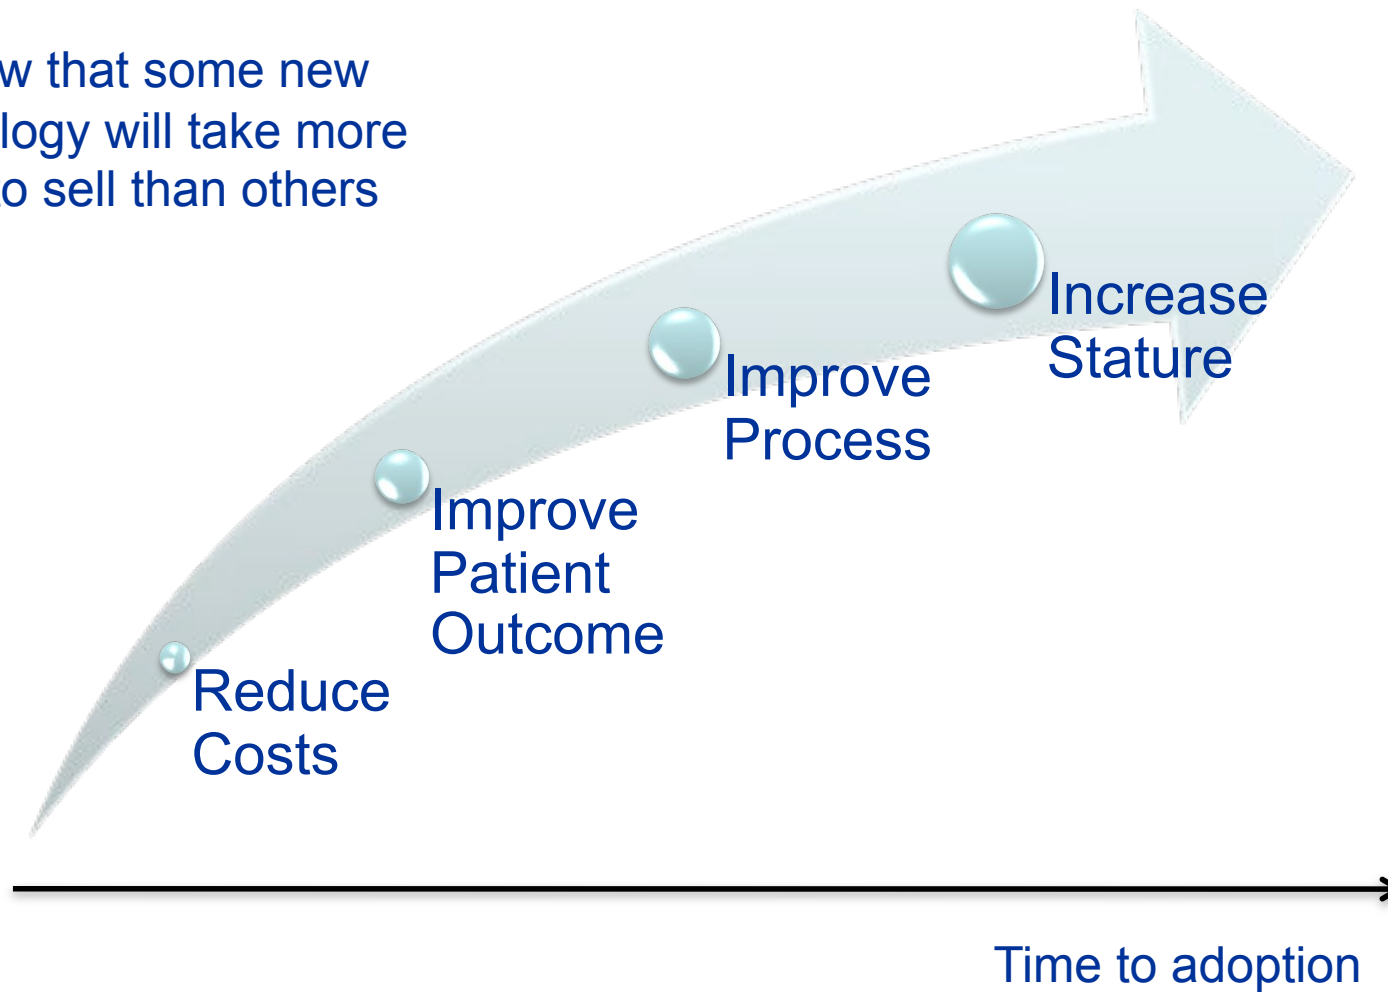 w that some new
logy will take more
o sell than others
Increase
Stature
Improve
Process
Improve
Patient
Outcome
Reduce
Costs
Time to adoption